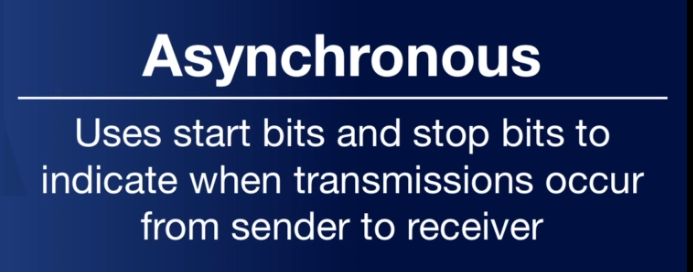 Asynchronous
Uses start bits and stop bits to
indicate when transmissions occur
from sender to receiver